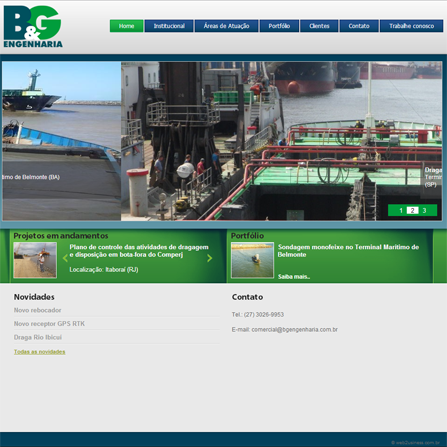 B&G
ENGENHARIA
Home
Institucional
Áreas de Atuação
Portfólio
Clientes
Contato
Trabalhe conosco
timo de Belmonte (BA)
Draga
Term
(SP)
1 2 3
Projetos em andamentos
Plano de controle das atividades de dragagem
e disposição em bota-fora do Comperj
Localização: Itaboraí (RJ)
Portfólio
Sondagem monofeixe no Terminal Marítimo de
Belmonte
Saiba mais..
Novidades
Novo rebocador
Novo receptor GPS RTK
Draga Rio Ibicuí
Todas as novidades
Contato
Tel.: (27) 3026-9953
E-mail: comercial@bgengenharia.com.br